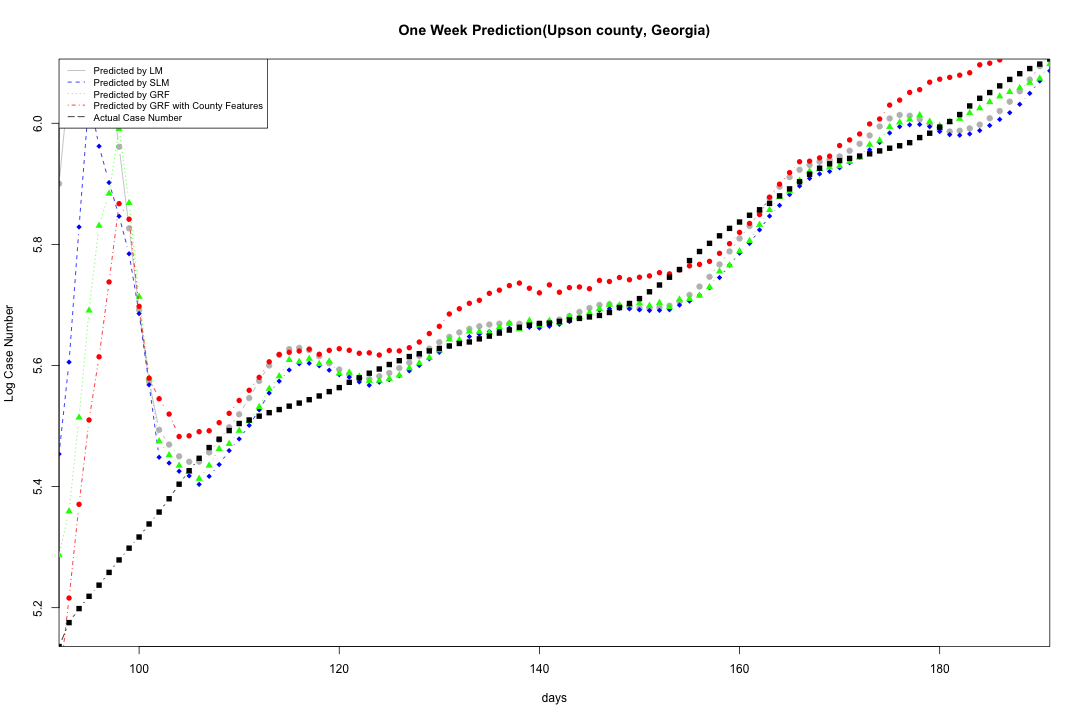 One Week Prediction(Upson county, Georgia)
Predicted by LM
Predicted by SLM
Predicted by GRF
Predicted by GRF with County Features
Actual Case Number
Log Case Number
6.0
5.8
5.6
5.4
5.2
100 120 140 160 180
days